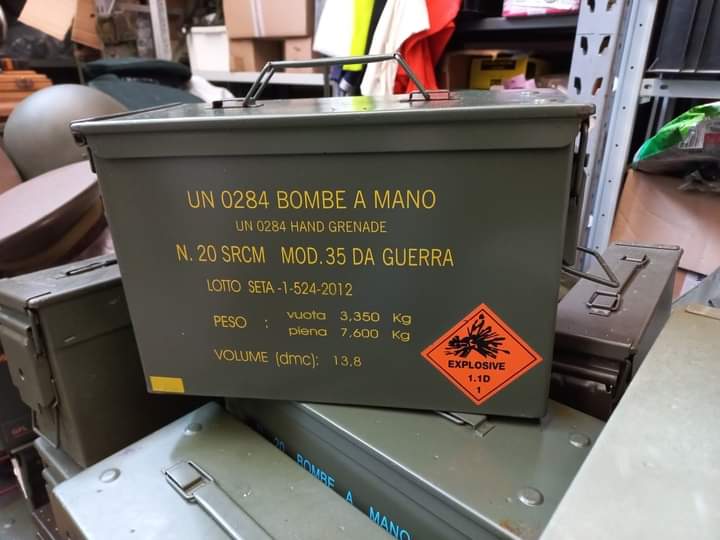 UN 0284 BOMBE A MANO
UN 0284 HAND GRENADE
N. 20 SRCM MOD.35 DA GUERRA
LOTTO SETA -1-524-2012
PESO : vuota 3,350 Kg
piena 7,600 Kg
VOLUME (dmc): 13,8
EXPLOSIVE
1.1D
1
20 BOMBE A MANO